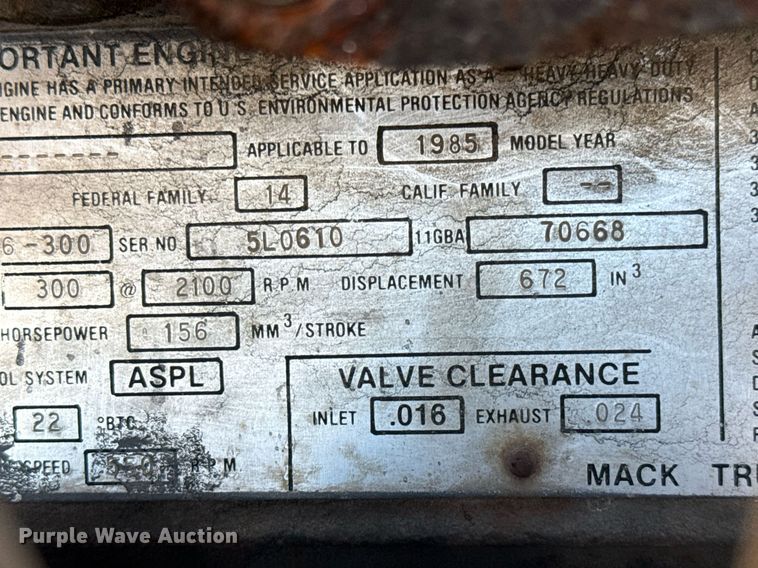 ORTANT ENGINE
NGINE HAS A PRIMARY INTENDED SERVICE APPLICATION AS A HEAVY HEAVY-DUTY
ENGINE AND CONFORMS TO U.S. ENVIRONMENTAL PROTECTION AGENCY REGULATIONS
------- APPLICABLE TO 1985 MODEL YEAR
FEDERAL FAMILY 14 CALIF. FAMILY --
6-300 SER NO 5L0610 11GBA 70668
300 @ 2100 R.P.M DISPLACEMENT 672 IN3
HORSEPOWER 156 MM3/STROKE
OL SYSTEM ASPL VALVE CLEARANCE
22 °BTC INLET .016 EXHAUST .024
SPEED RPM
MACK TRU
Purple Wave Auction